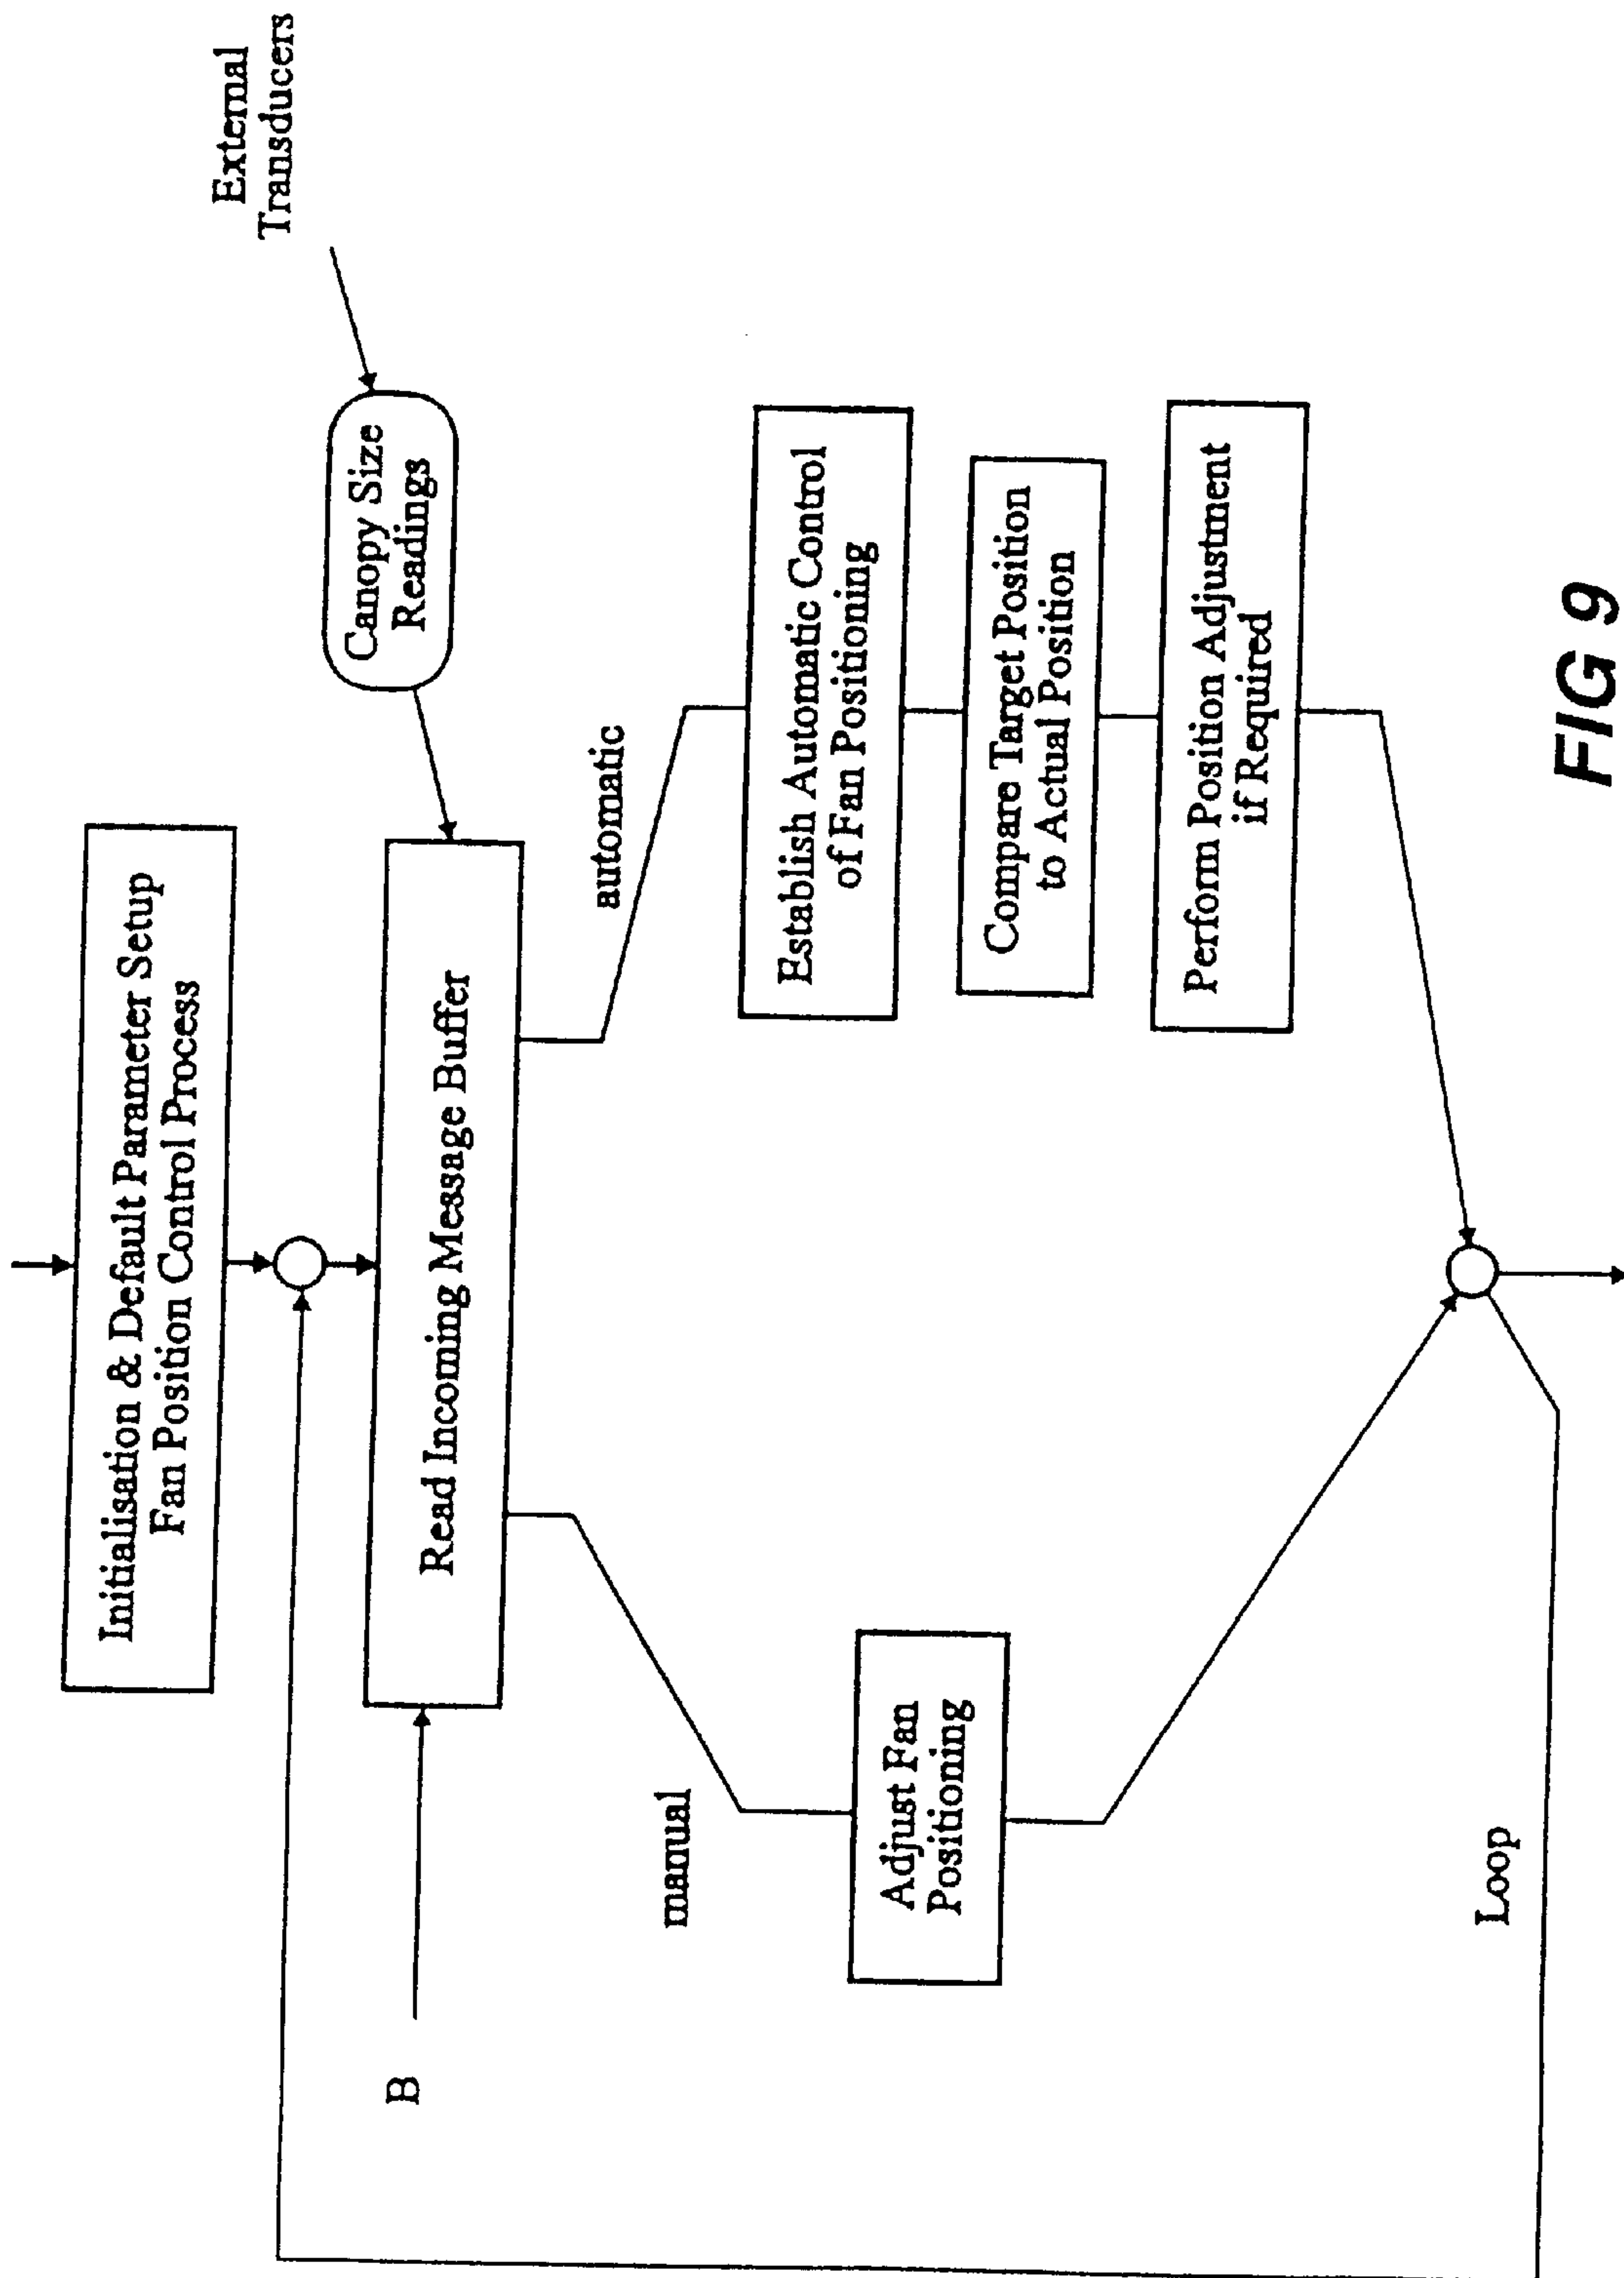 Initialisation & Default Parameter Setup
Fan Position Control Process
External
Transducers
Canopy Size
Readings
B
Read Incoming Message Buffer
manual
automatic
Adjust Fan
Positioning
Establish Automatic Control
of Fan Positioning
Compare Target Position
to Actual Position
Perform Position Adjustment
if Required
Loop
FIG 9